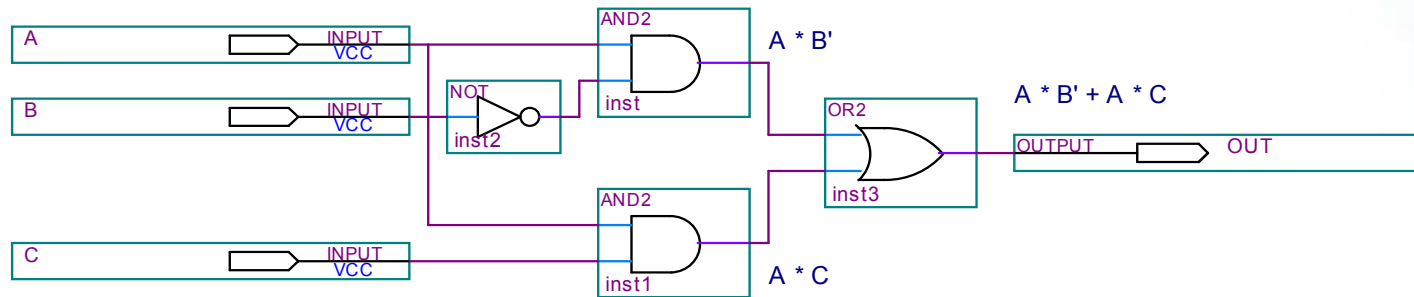 AND2
A INPUT VCC
A * B'
inst
NOT
B INPUT VCC
inst2
OR2
A * B' + A * C
OUTPUT OUT
inst3
AND2
C INPUT VCC
inst1
A * C